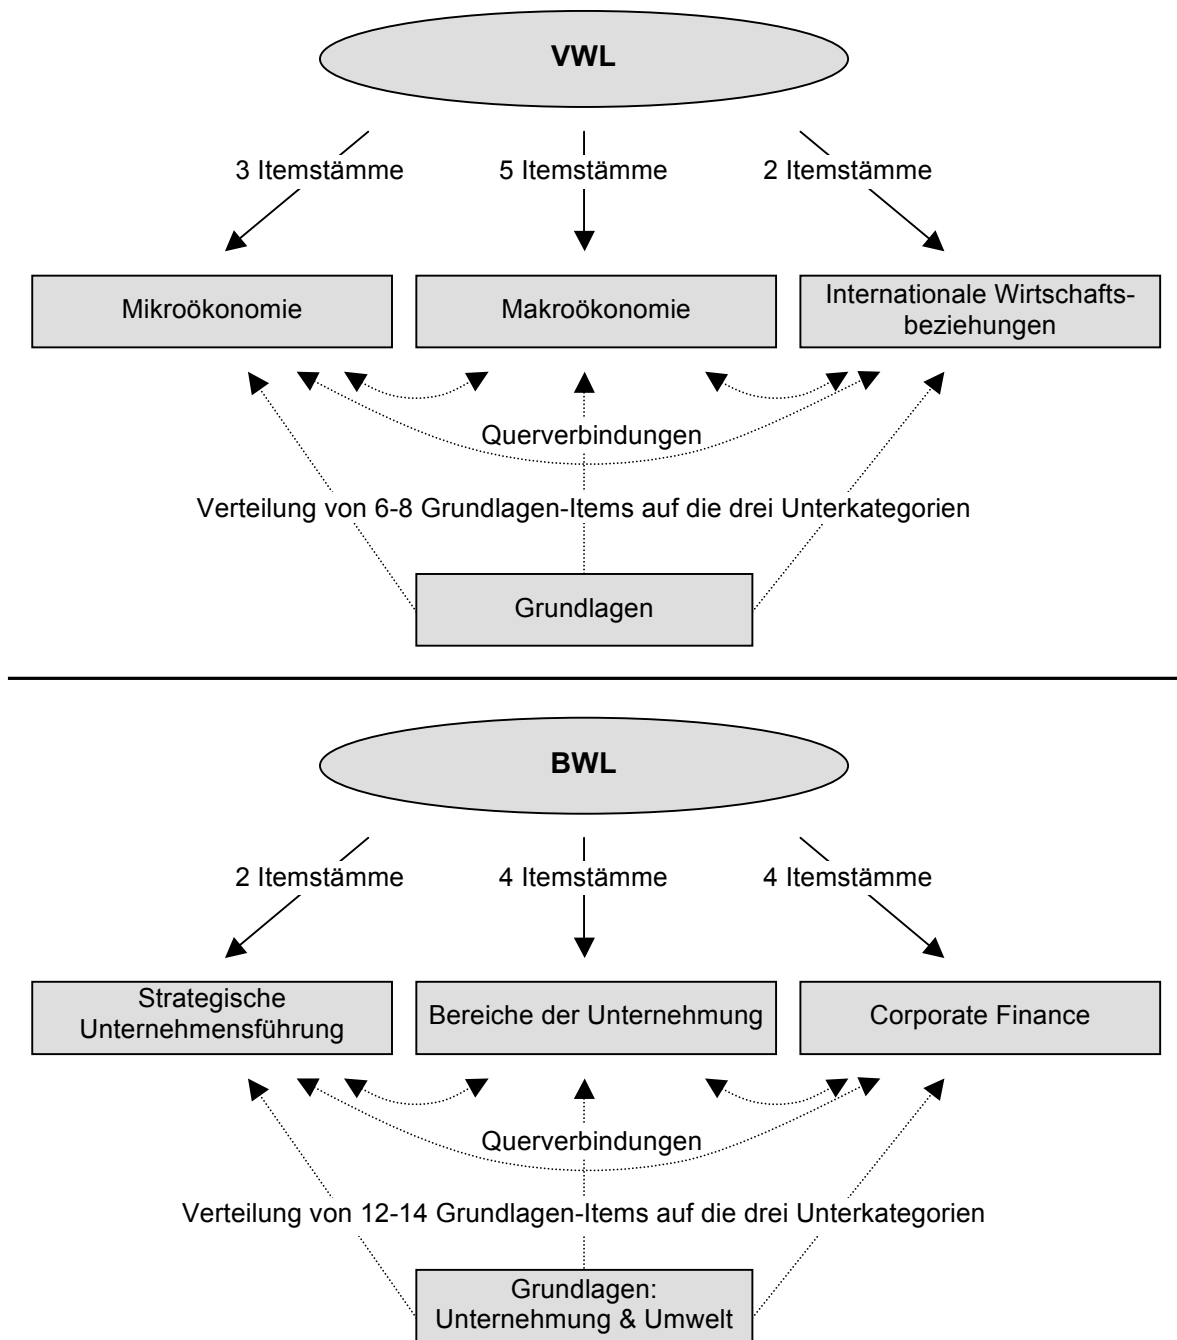 VWL
3 Itemstämme
5 Itemstämme
2 Itemstämme
Mikroökonomie
Makroökonomie
Internationale Wirtschafts-
beziehungen
Querverbindungen
Verteilung von 6-8 Grundlagen-Items auf die drei Unterkategorien
Grundlagen
BWL
2 Itemstämme
4 Itemstämme
4 Itemstämme
Strategische
Unternehmensführung
Bereiche der Unternehmung
Corporate Finance
Querverbindungen
Verteilung von 12-14 Grundlagen-Items auf die drei Unterkategorien
Grundlagen:
Unternehmung & Umwelt